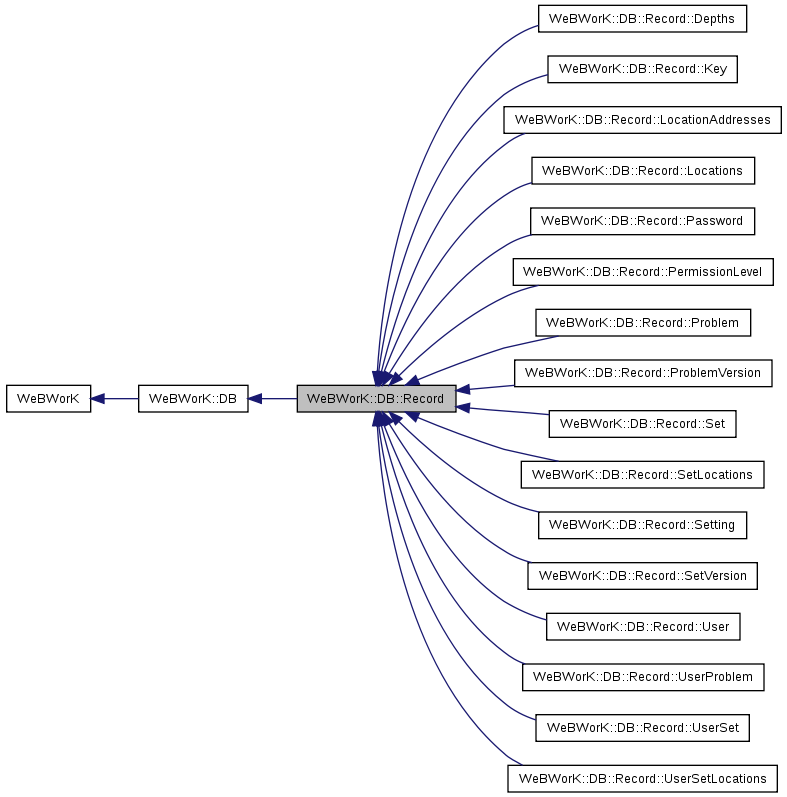 WeBWorK::DB::Record::Depths
WeBWorK::DB::Record::Key
WeBWorK::DB::Record::LocationAddresses
WeBWorK::DB::Record::Locations
WeBWorK::DB::Record::Password
WeBWorK::DB::Record::PermissionLevel
WeBWorK::DB::Record::Problem
WeBWorK::DB::Record::ProblemVersion
WeBWorK
WeBWorK::DB
WeBWorK::DB::Record
WeBWorK::DB::Record::Set
WeBWorK::DB::Record::SetLocations
WeBWorK::DB::Record::Setting
WeBWorK::DB::Record::SetVersion
WeBWorK::DB::Record::User
WeBWorK::DB::Record::UserProblem
WeBWorK::DB::Record::UserSet
WeBWorK::DB::Record::UserSetLocations